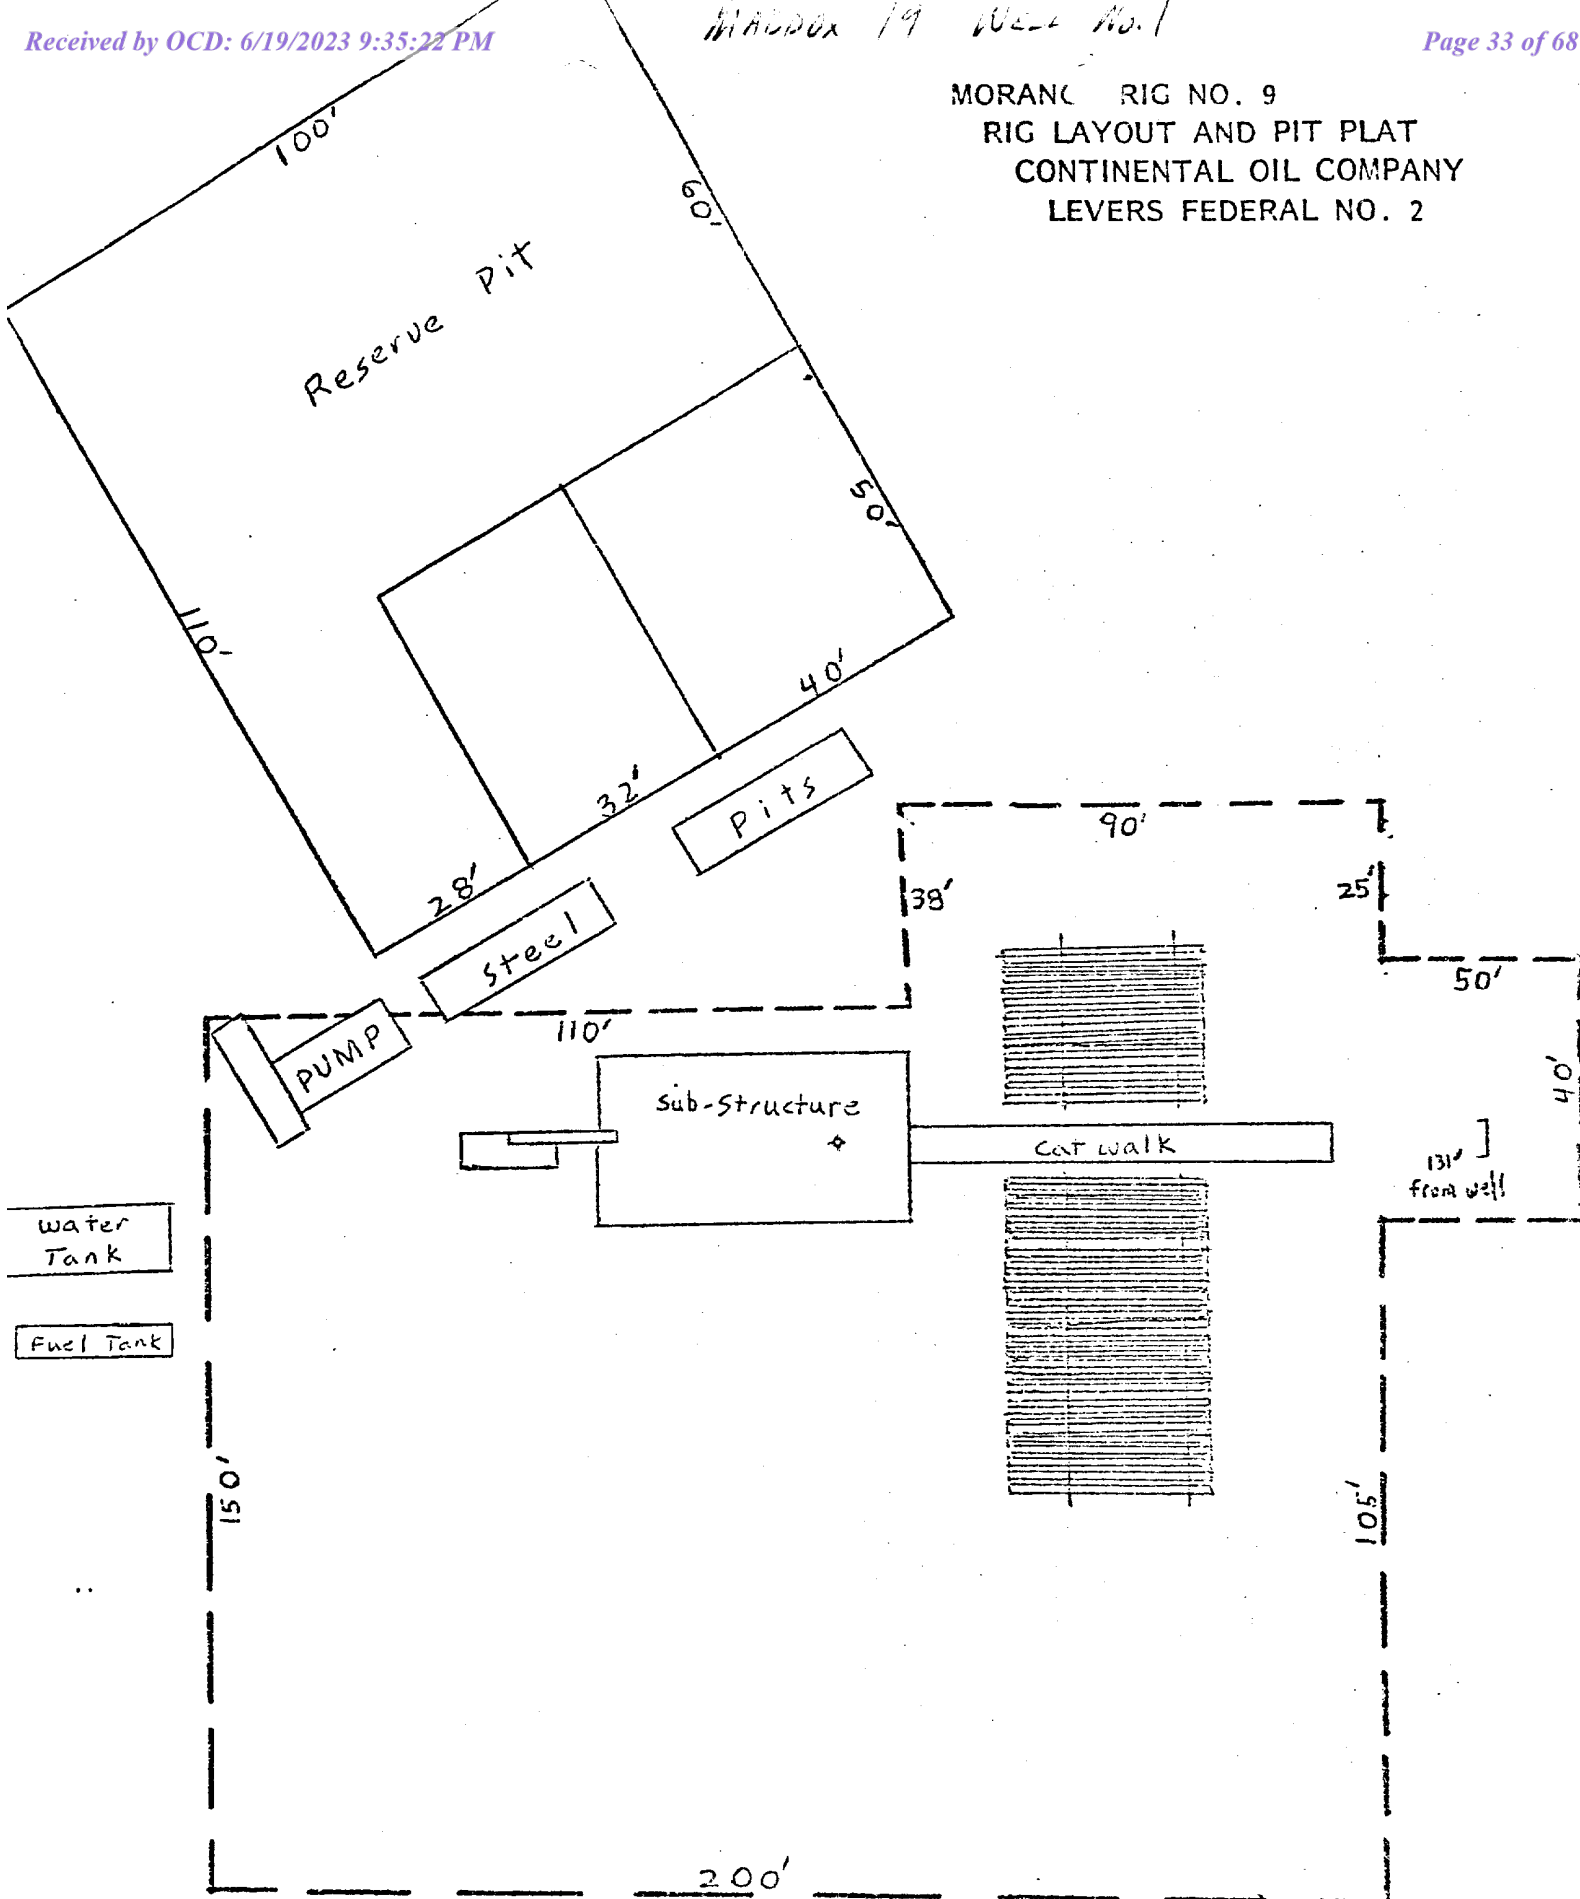 MADDOX 19 WELL No. 1
Received by OCD: 6/19/2023 9:35:22 PM
Page 33 of 68
RIG NO. 9
RIG LAYOUT AND PIT PLAT
CONTINENTAL OIL COMPANY
LEVERS FEDERAL NO. 2
100'
60'
Reserve Pit
50'
110'
40'
32'
28'
Pits
Steel
90'
38'
25'
50'
110'
PUMP
40'
Sub-Structure
Cat walk
131'
from well
water
Tank
Fuel Tank
150'
105'
200'